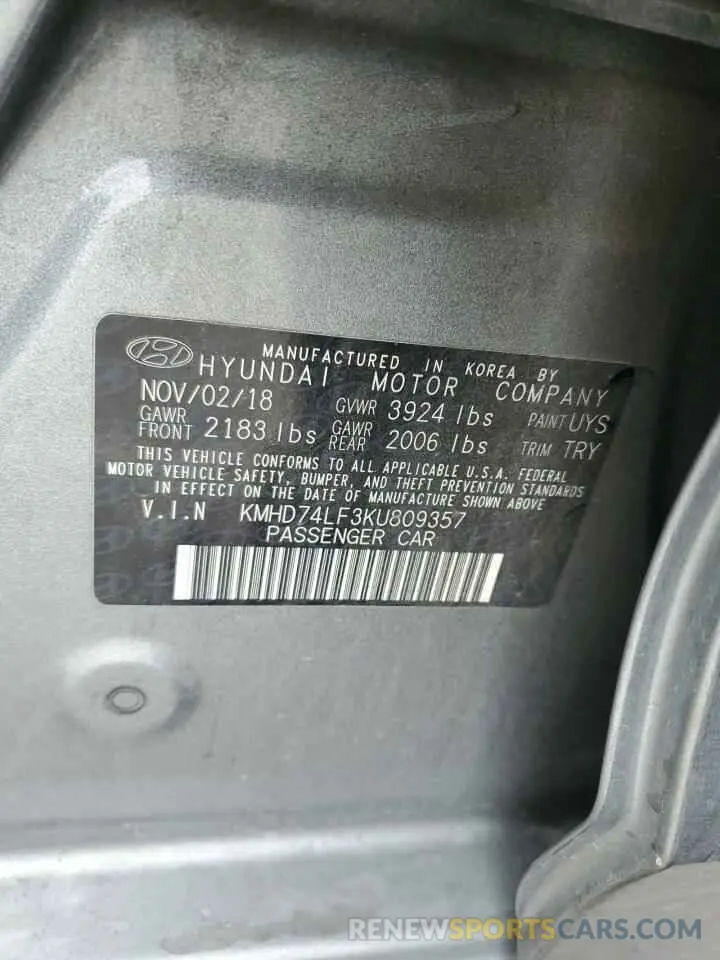 MANUFACTURED IN KOREA BY
HYUNDAI MOTOR COMPANY
NOV/02/18 GVWR 3924 lbs PAINT UYS
GAWR FRONT 2183 lbs GAWR REAR 2006 lbs TRIM TRY
THIS VEHICLE CONFORMS TO ALL APPLICABLE U.S.A. FEDERAL
MOTOR VEHICLE SAFETY, BUMPER, AND THEFT PREVENTION STANDARDS
IN EFFECT ON THE DATE OF MANUFACTURE SHOWN ABOVE
V.I.N KMHD74LF3KU809357
PASSENGER CAR
RENEWSPORTSCARS.COM